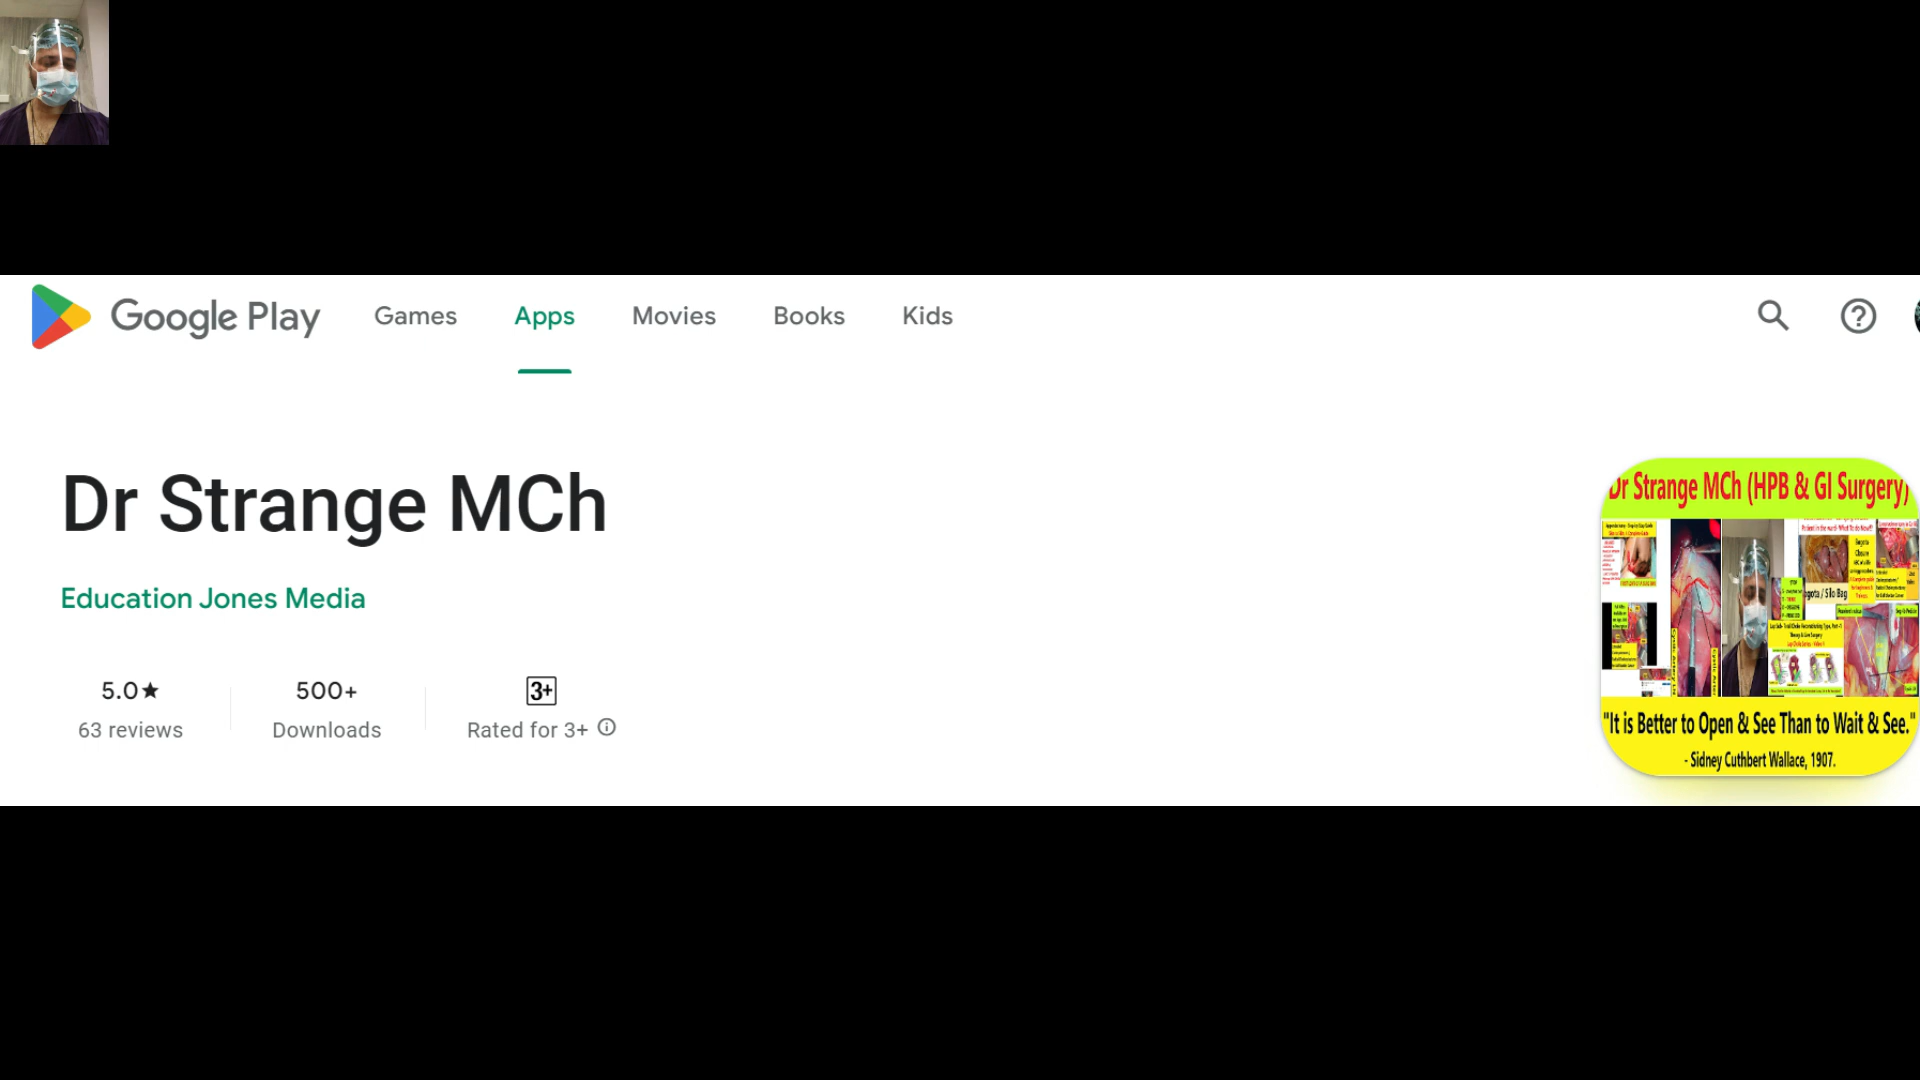 Google Play
Games
Apps
Movies
Books
Kids
Dr Strange MCh
Education Jones Media
5.0★
500+
3+
63 reviews
Downloads
Rated for 3+
Dr Strange MCh (HPB & GI Surgery)
"It is Better to Open & See Than to Wait & See."
- Sidney Cuthbert Wallace, 1907.